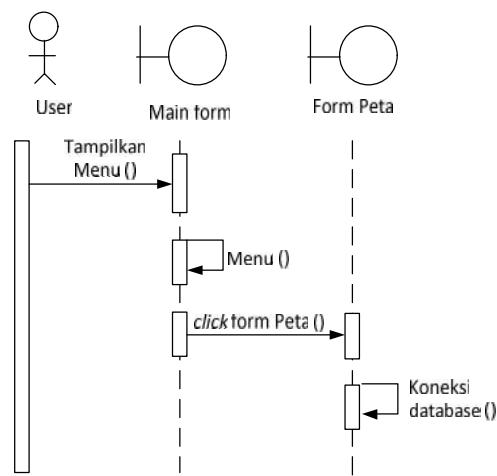 User
Main form
Form Peta
Tampilkan
Menu ()
Menu ()
click form Peta ()
Koneksi
database ()